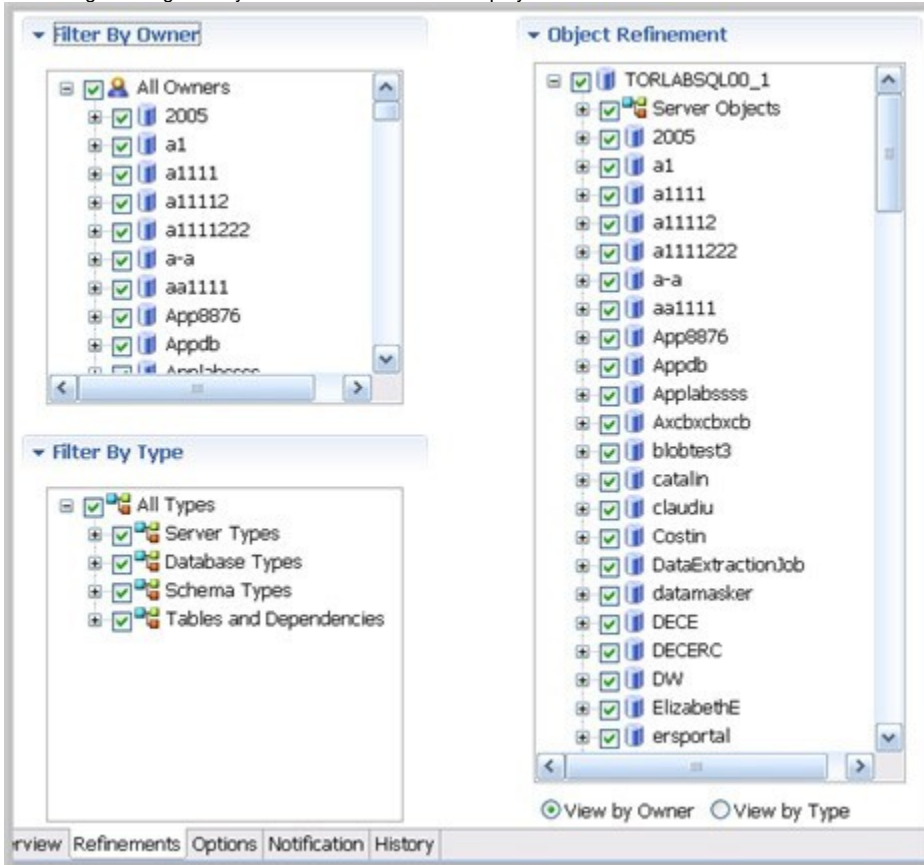 Filter By Owner
All Owners
2005
a1
a1111
a11112
a1111222
a-a
aa1111
App8876
Appdb
Applabssss
Filter By Type
All Types
Server Types
Database Types
Schema Types
Tables and Dependencies
Object Refinement
TORLABSQL00_1
Server Objects
2005
a1
a1111
a11112
a1111222
a-a
aa1111
App8876
Appdb
Applabssss
Axcbxcbxcb
blobtest3
catalin
claudiu
Costin
DataExtractionJob
datamasker
DECE
DECERC
DW
ElizabethE
ersportal
View by Owner View by Type
rview Refinements Options Notification History